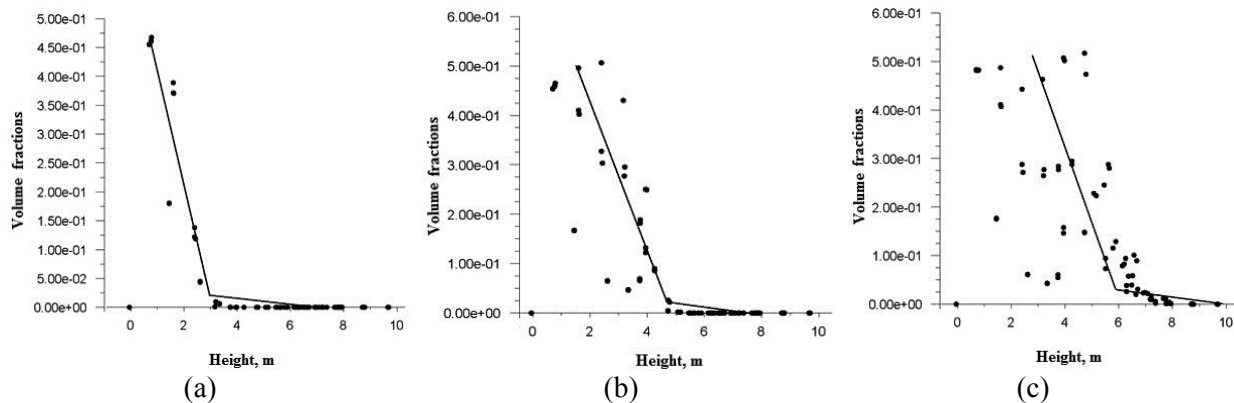 5.00e-01
4.50e-01
4.00e-01
3.50e-01
3.00e-01
2.50e-01
2.00e-01
1.50e-01
1.00e-01
5.00e-02
0.00e+00
Volume fractions
0 2 4 6 8 10
Height, m
(a)
6.00e-01
5.00e-01
4.00e-01
3.00e-01
2.00e-01
1.00e-01
0.00e+00
Volume fractions
0 2 4 6 8 10
Height, m
(b)
6.00e-01
5.00e-01
4.00e-01
3.00e-01
2.00e-01
1.00e-01
0.00e+00
Volume fractions
0 2 4 6 8 10
Height, m
(c)